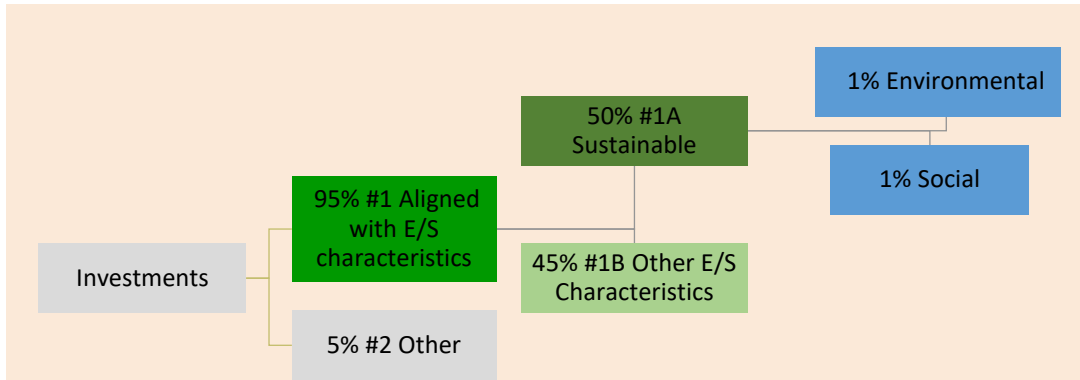 Investments
95% #1 Aligned
with E/S
characteristics
5% #2 Other
50% #1A
Sustainable
45% #1B Other E/S
Characteristics
1% Environmental
1% Social